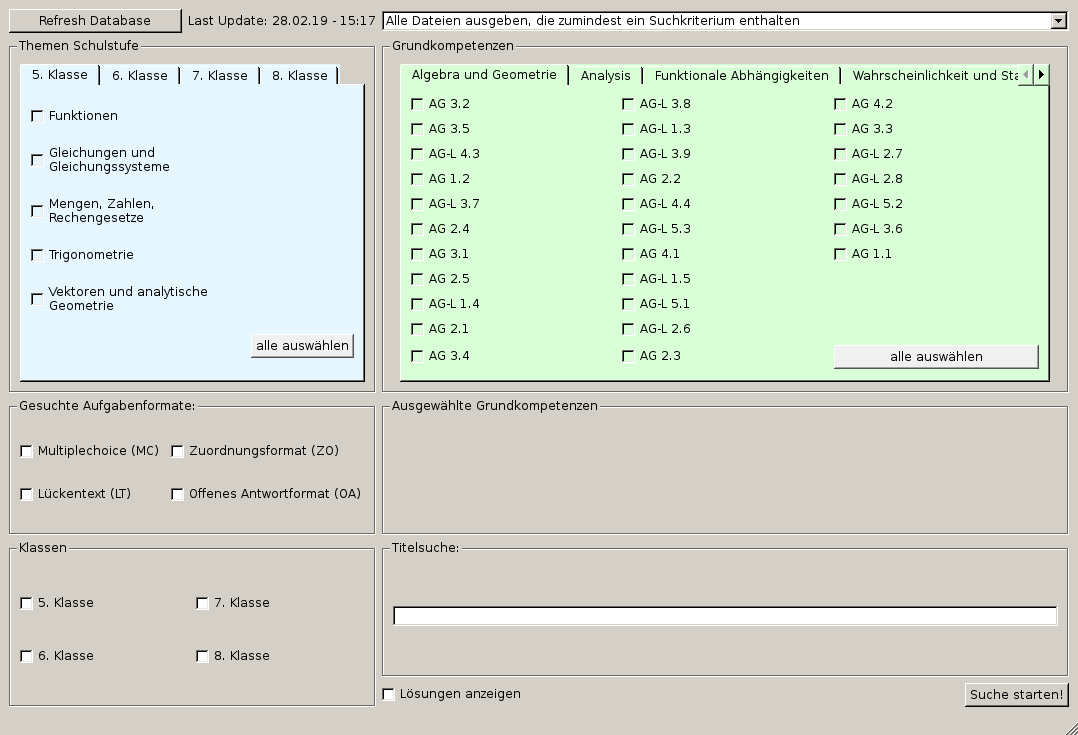 Refresh Database
Last Update: 28.02.19 - 15:17
Alle Dateien ausgeben, die zumindest ein Suchkriterium enthalten
Themen Schulstufe
5. Klasse
6. Klasse
7. Klasse
8. Klasse
Funktionen
Gleichungen und
Gleichungssysteme
Mengen, Zahlen,
Rechengesetze
Trigonometrie
Vektoren und analytische
Geometrie
alle auswählen
Grundkompetenzen
Algebra und Geometrie
Analysis
Funktionale Abhängigkeiten
Wahrscheinlichkeit und Sta
AG 3.2
AG-L 3.8
AG 4.2
AG 3.5
AG-L 1.3
AG 3.3
AG-L 4.3
AG-L 3.9
AG-L 2.7
AG 1.2
AG 2.2
AG-L 2.8
AG-L 3.7
AG-L 4.4
AG-L 5.2
AG 2.4
AG-L 5.3
AG-L 3.6
AG 3.1
AG 4.1
AG 1.1
AG 2.5
AG-L 1.5
AG-L 1.4
AG-L 5.1
AG 2.1
AG-L 2.6
AG 3.4
AG 2.3
alle auswählen
Gesuchte Aufgabenformate:
Multiplechoice (MC)
Zuordnungsformat (ZO)
Lückentext (LT)
Offenes Antwortformat (OA)
Ausgewählte Grundkompetenzen
Klassen
5. Klasse
7. Klasse
6. Klasse
8. Klasse
Titelsuche:
Lösungen anzeigen
Suche starten!